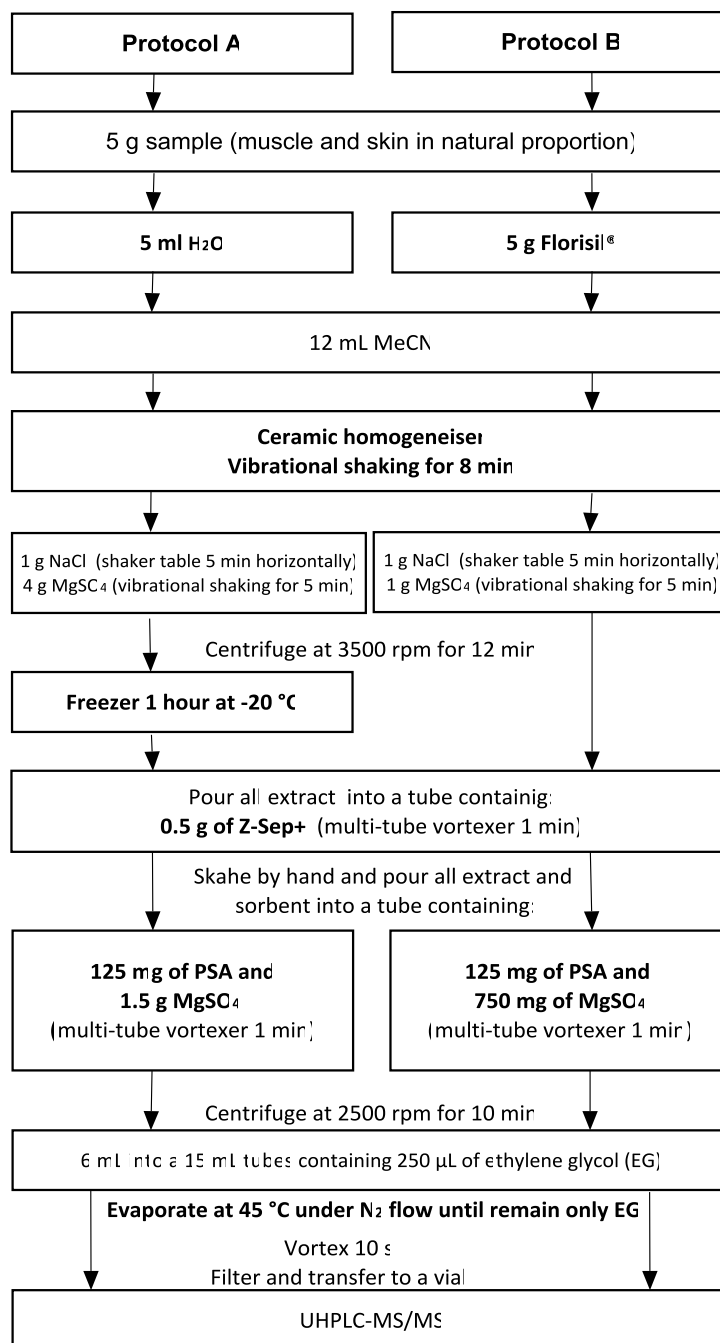 Protocol A
Protocol B
5 g sample (muscle and skin in natural proportion)
5 ml H₂O
5 g Florisil®
12 mL MeCN
Ceramic homogeneiser
Vibrational shaking for 8 min
1 g NaCl (shaker table 5 min horizontally)
4 g MgSO₄ (vibrational shaking for 5 min)
1 g NaCl (shaker table 5 min horizontally)
1 g MgSO₄ (vibrational shaking for 5 min)
Centrifuge at 3500 rpm for 12 min
Freezer 1 hour at -20 °C
Pour all extract into a tube containig:
0.5 g of Z-Sep+ (multi-tube vortexer 1 min)
Skahe by hand and pour all extract and
sorbent into a tube containing:
125 mg of PSA and
1.5 g MgSO₄
(multi-tube vortexer 1 min)
125 mg of PSA and
750 mg of MgSO₄
(multi-tube vortexer 1 min)
Centrifuge at 2500 rpm for 10 min
6 mL into a 15 mL tubes containing 250 µL of ethylene glycol (EG)
Evaporate at 45 °C under N₂ flow until remain only EG
Vortex 10 s
Filter and transfer to a vial
UHPLC-MS/MS